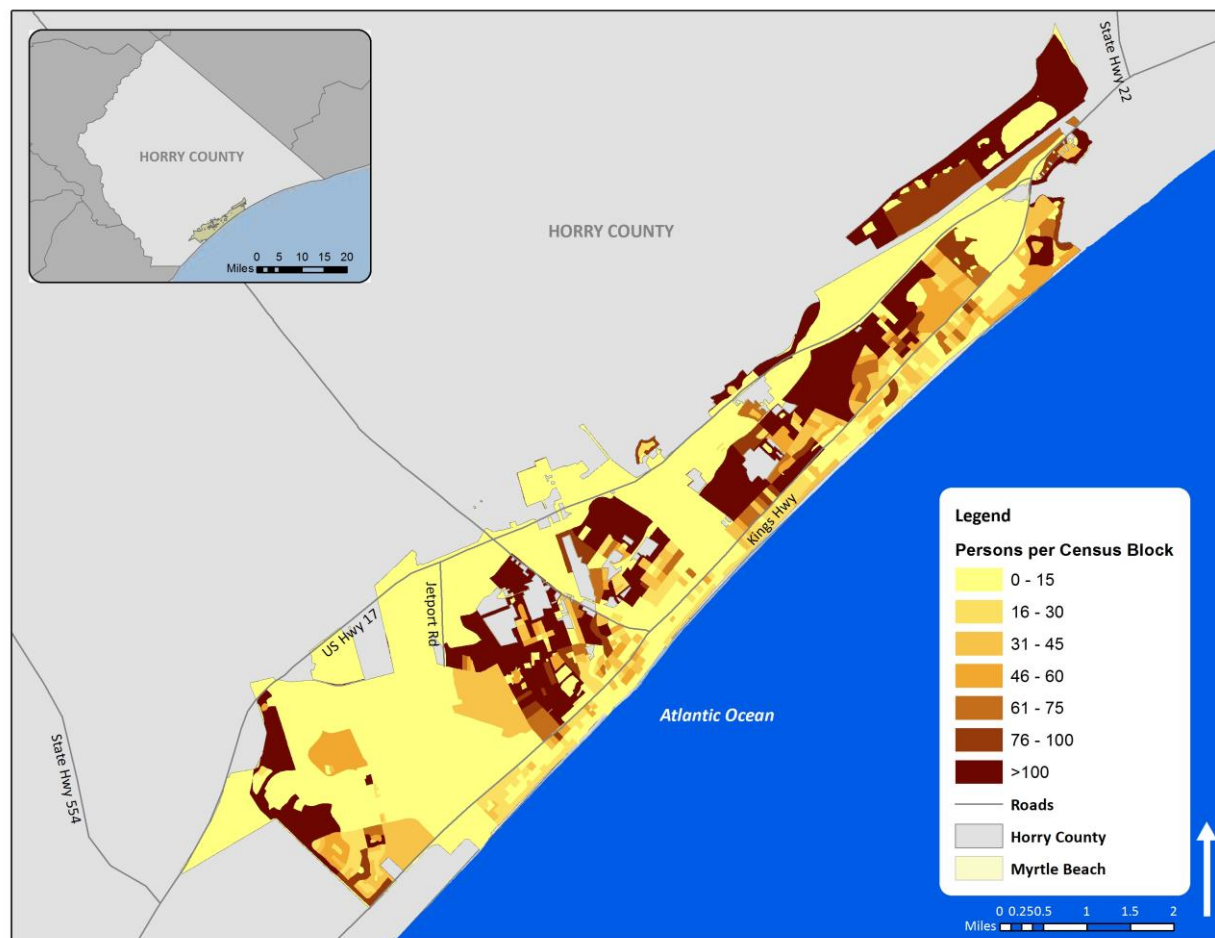 HORRY COUNTY
0 5 10 15 20
Miles
State Hwy 22
HORRY COUNTY
Kings Hwy
Jetport Rd
US Hwy 17
State Hwy 554
Atlantic Ocean
Legend
Persons per Census Block
0 - 15
16 - 30
31 - 45
46 - 60
61 - 75
76 - 100
>100
Roads
Horry County
Myrtle Beach
0 0.250.5 1 1.5 2
Miles